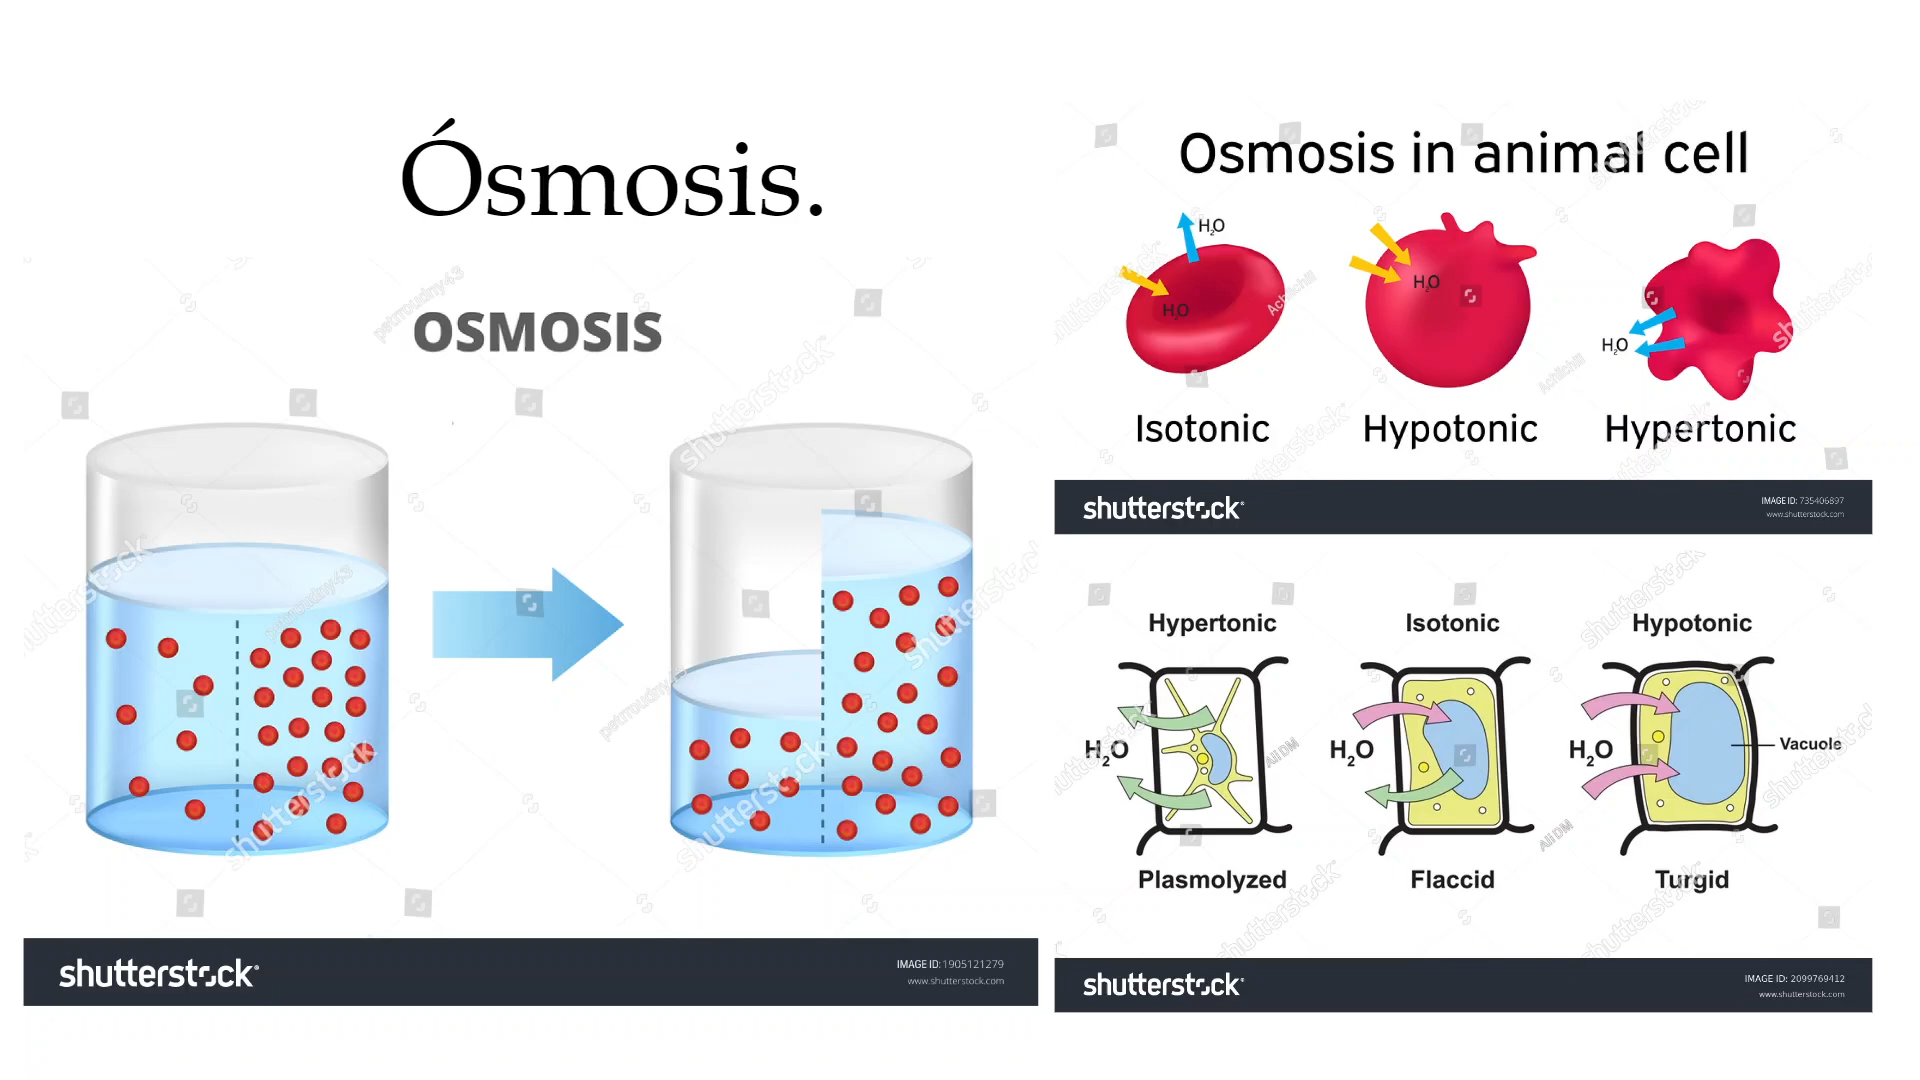 Ósmosis.
OSMOSIS
shutterstock
IMAGE ID: 1905121279
www.shutterstock.com
Osmosis in animal cell
H2O
H2O
H2O
H2O
Isotonic Hypotonic Hypertonic
shutterstock
IMAGE ID: 735406897
www.shutterstock.com
Hypertonic Isotonic Hypotonic
H2O H2O H2O Vacuole
Plasmolyzed Flaccid Turgid
shutterstock
IMAGE ID: 2099769412
www.shutterstock.com